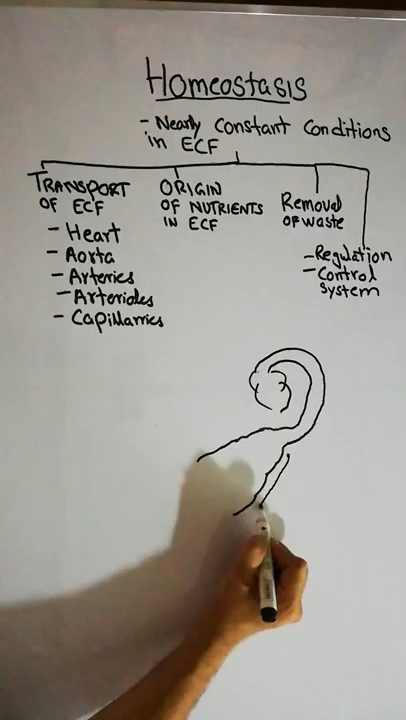 Homeostasis
- Nearly Constant Conditions
in ECF
TRANSPORT
OF ECF
- Heart
- Aorta
- Arteries
- Arterioles
- Capillarries
ORIGIN
OF NUTRIENTS
IN ECF
Removal
OF waste
- Regulation
- Control
System